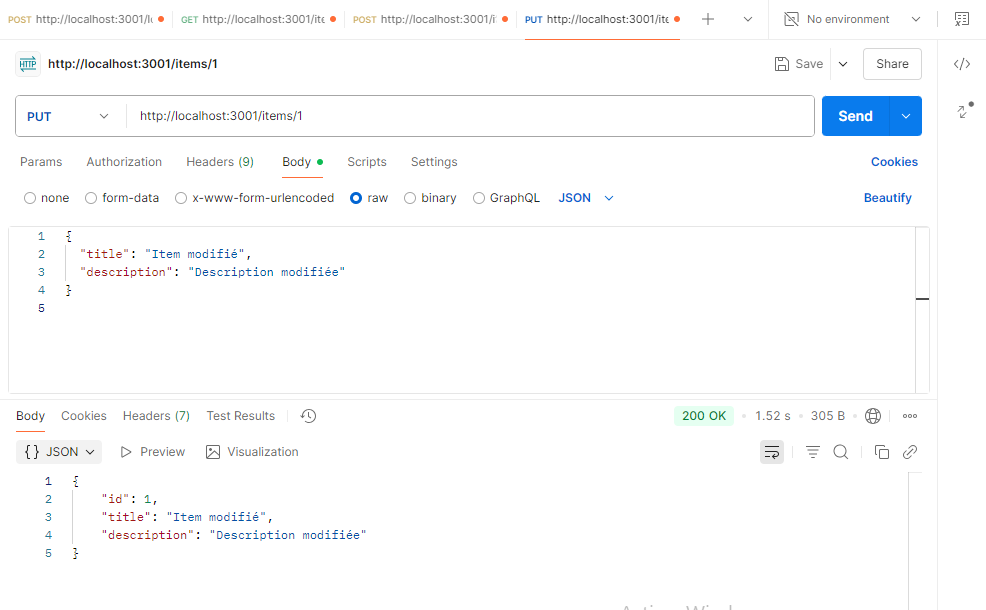 POST http://localhost:3001/l GET http://localhost:3001/ite POST http://localhost:3001/i PUT http://localhost:3001/ite No environment
HTTP http://localhost:3001/items/1 Save Share
PUT http://localhost:3001/items/1 Send
Params Authorization Headers (9) Body Scripts Settings Cookies
none form-data x-www-form-urlencoded raw binary GraphQL JSON Beautify
1 {
2 "title": "Item modifié",
3 "description": "Description modifiée"
4 }
5
Body Cookies Headers (7) Test Results 200 OK 1.52 s 305 B
{} JSON Preview Visualization
1 {
2 "id": 1,
3 "title": "Item modifié",
4 "description": "Description modifiée"
5 }